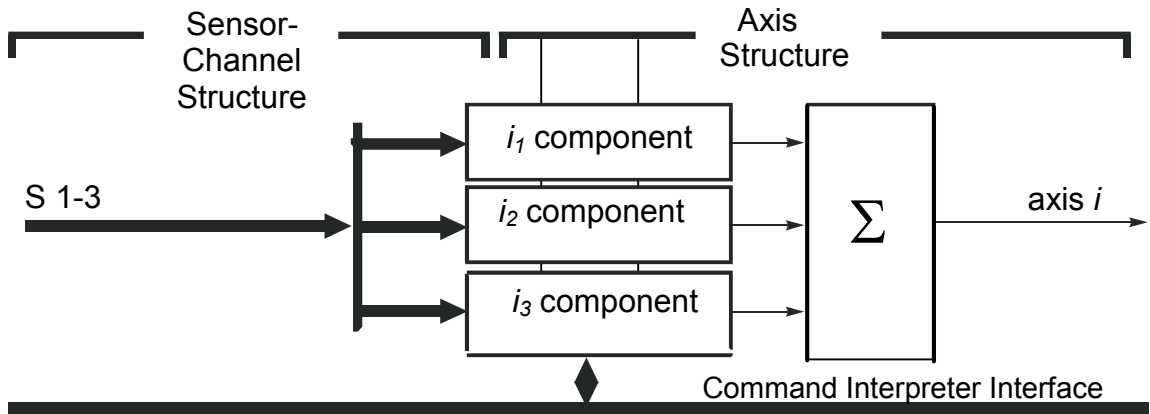 Sensor-
Channel
Structure
Axis
Structure
S 1-3
i₁ component
i₂ component
i₃ component
Σ
axis i
Command Interpreter Interface